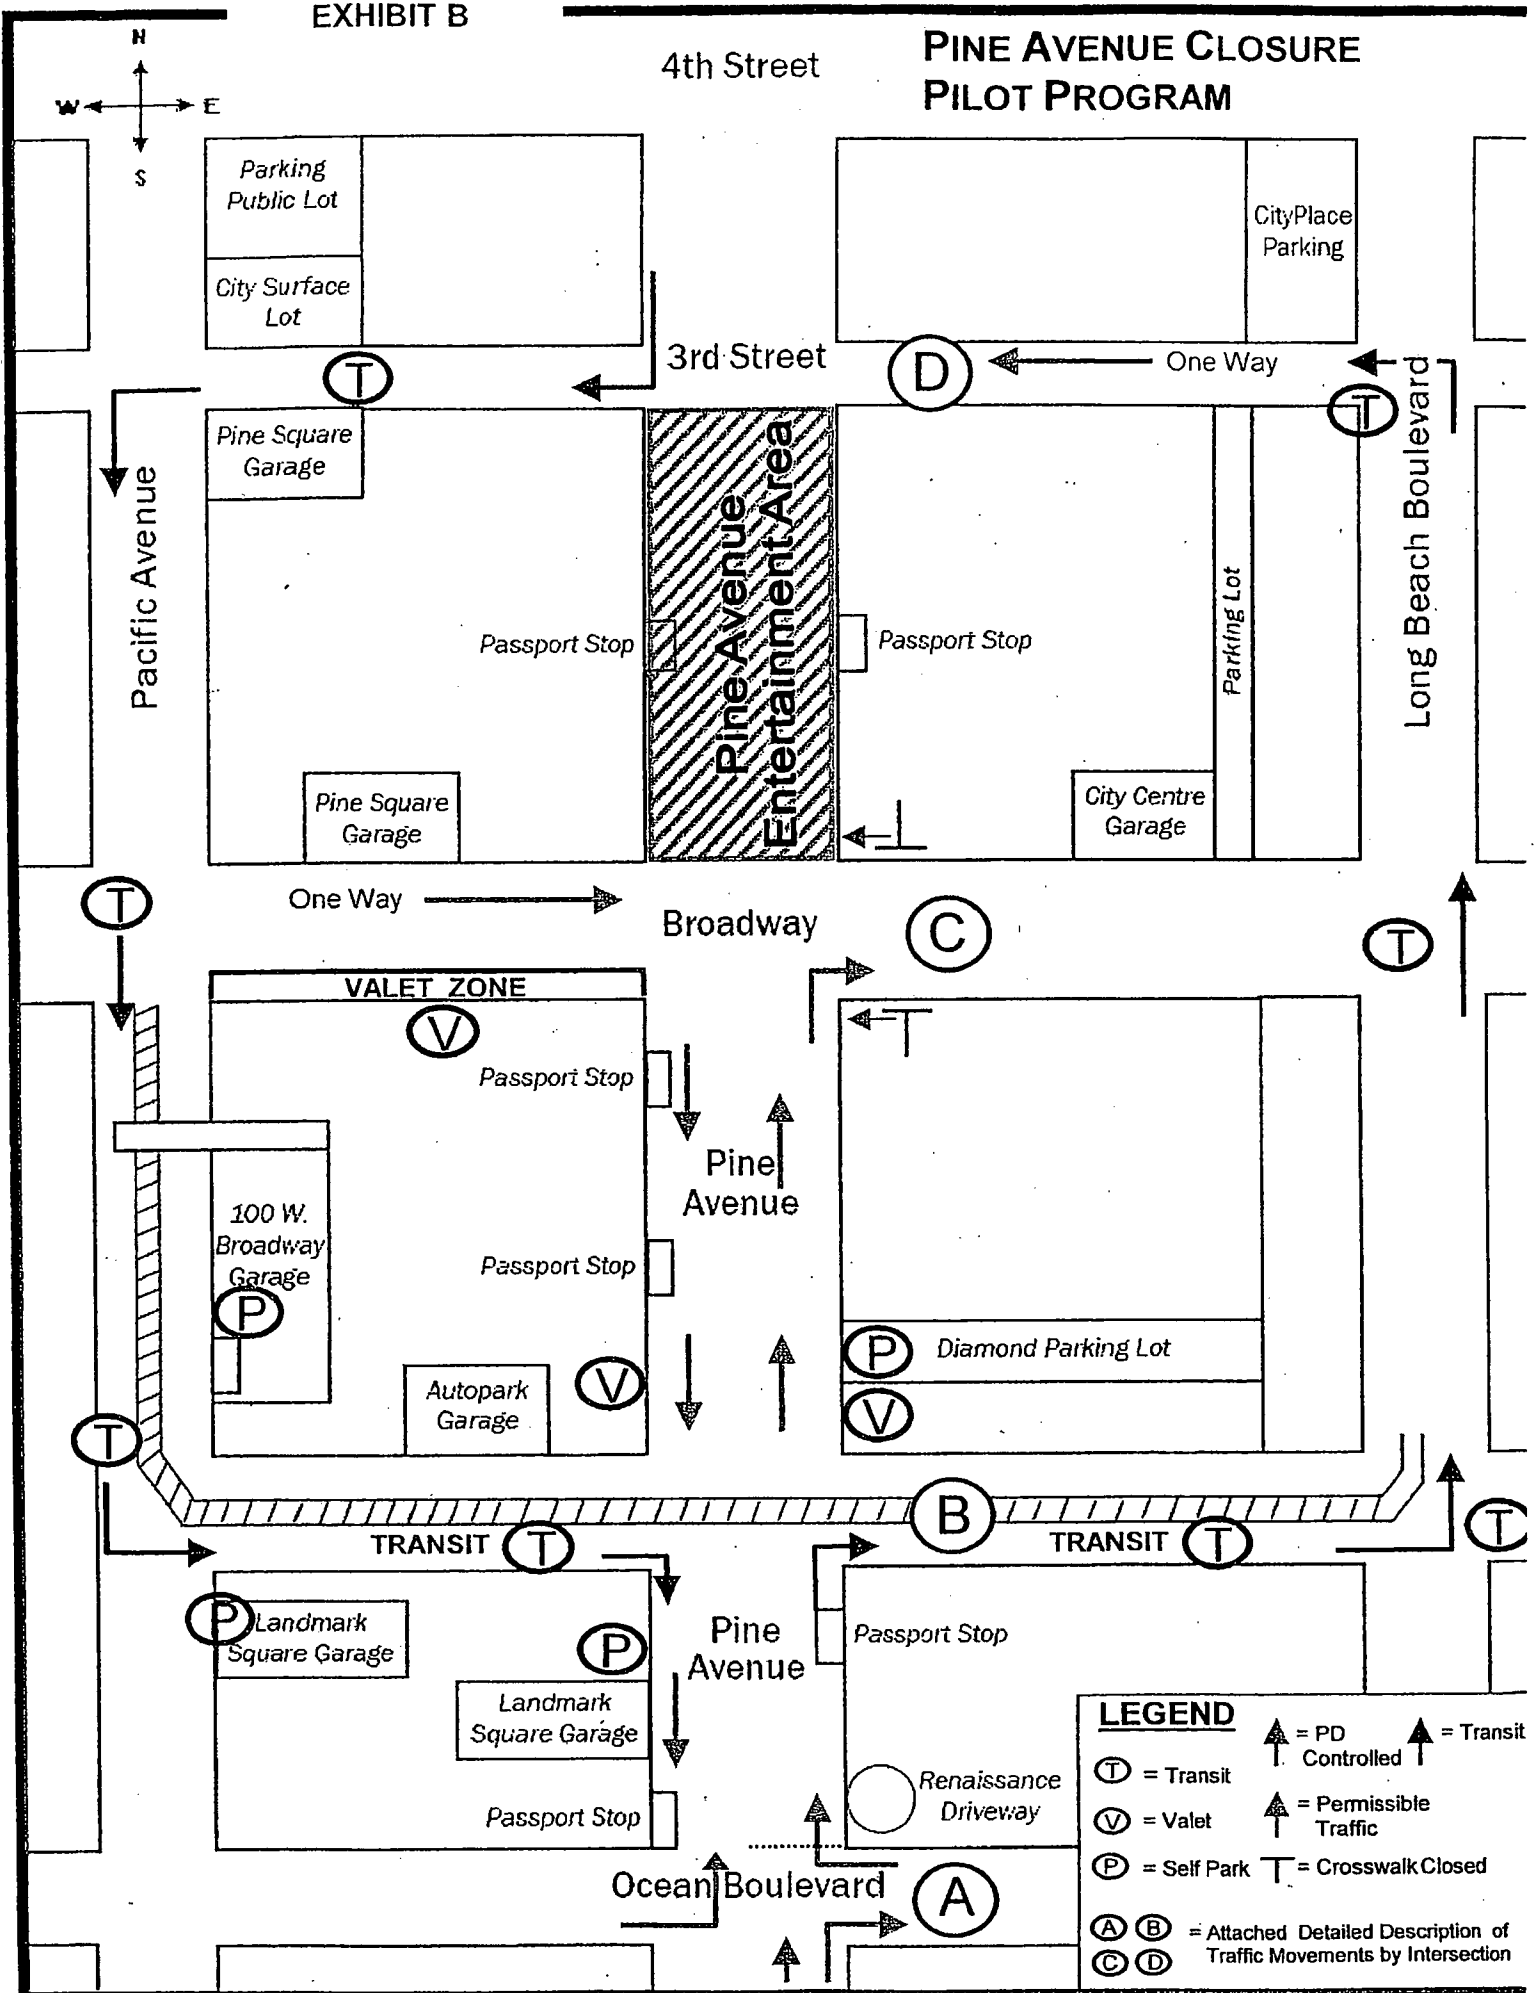 EXHIBIT B
PINE AVENUE CLOSURE
PILOT PROGRAM
N
W E
S
4th Street
Parking
Public Lot
City Surface
Lot
CityPlace
Parking
T
3rd Street
D
One Way
T
Pine Square
Garage
Pacific Avenue
Pine Avenue
Entertainment Area
Passport Stop
Passport Stop
Parking Lot
Long Beach Boulevard
Pine Square
Garage
City Centre
Garage
T
One Way
Broadway
C
T
VALET ZONE
V
Passport Stop
Pine
Avenue
100 W.
Broadway
Garage
P
Passport Stop
Autopark
Garage
V
P
Diamond Parking Lot
V
T
B
TRANSIT
T
TRANSIT
T
T
P
Landmark
Square Garage
P
Pine
Avenue
Passport Stop
Landmark
Square Garage
Passport Stop
Renaissance
Driveway
Ocean Boulevard
A
LEGEND
T = Transit
V = Valet
P = Self Park
= PD
Controlled
= Transit
= Permissible
Traffic
= Crosswalk Closed
A B
C D
= Attached Detailed Description of
Traffic Movements by Intersection